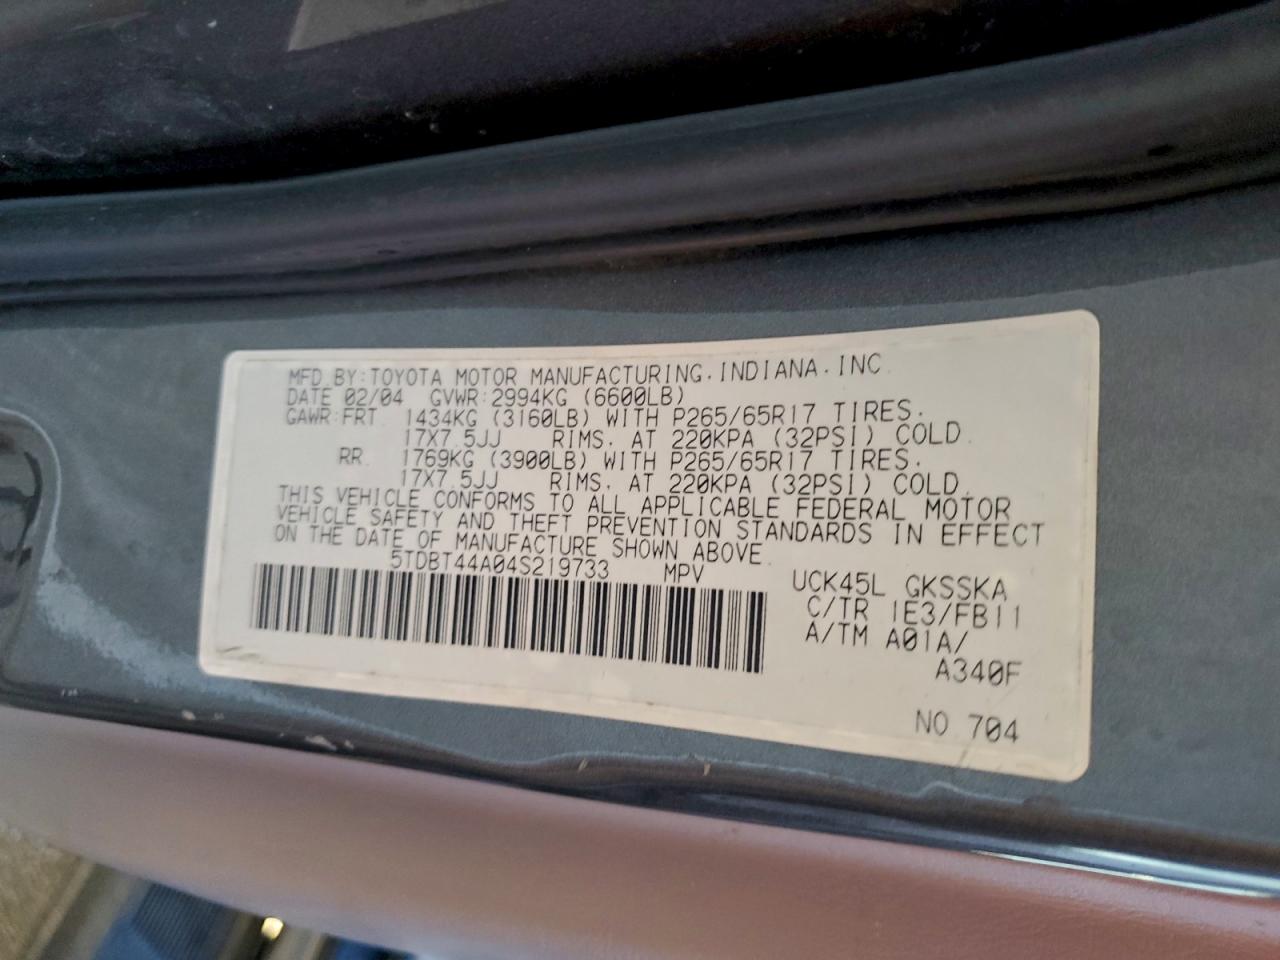 MFD.BY:TOYOTA MOTOR MANUFACTURING.INDIANA.INC.
DATE 02/04 GVWR:2994KG (6600LB)
GAWR:FRT. 1434KG (3160LB) WITH P265/65R17 TIRES.
17X7.5JJ RIMS. AT 220KPA (32PSI) COLD.
RR. 1769KG (3900LB) WITH P265/65R17 TIRES.
17X7.5JJ RIMS. AT 220KPA (32PSI) COLD.
THIS VEHICLE CONFORMS TO ALL APPLICABLE FEDERAL MOTOR
VEHICLE SAFETY AND THEFT PREVENTION STANDARDS IN EFFECT
ON THE DATE OF MANUFACTURE SHOWN ABOVE.
5TDBT44A04S219733 MPV
UCK45L GKSSKA
C/TR 1E3/FB11
A/TM A01A/
A340F
NO 704